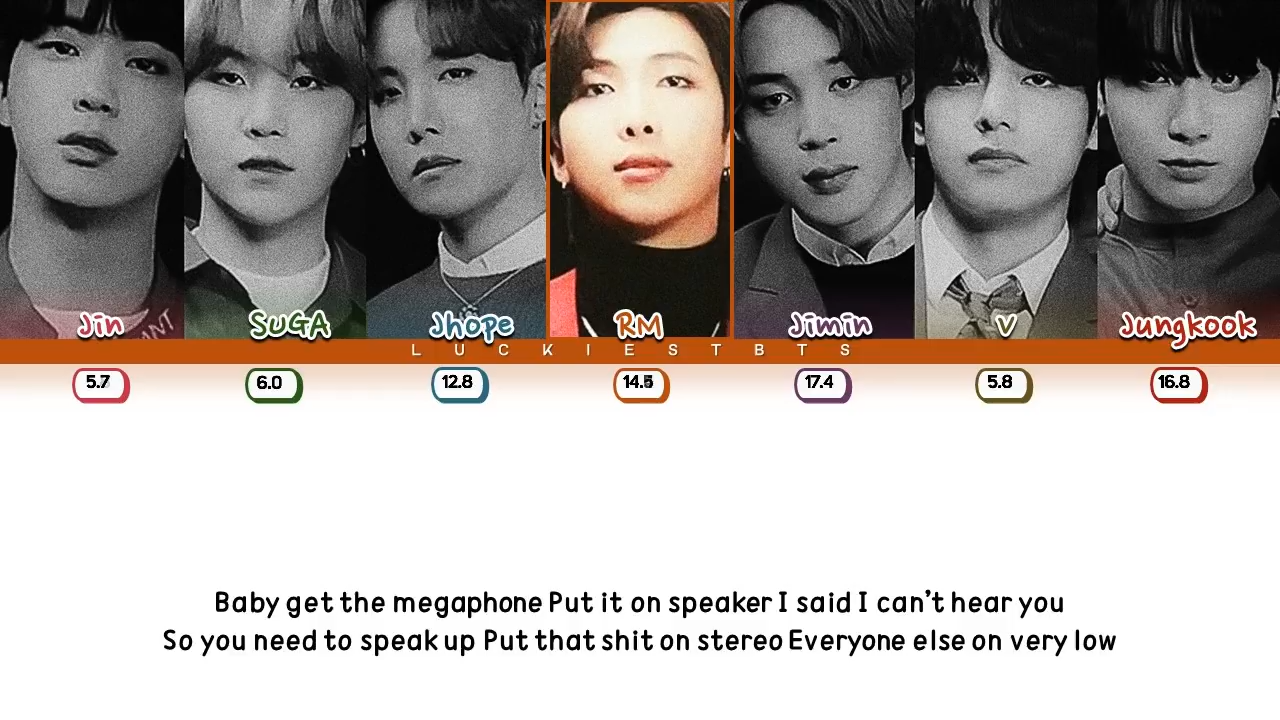 Jin SUGA Jhope RM Jimin V Jungkook
LUCKIESTBTS
5.7 6.0 12.8 17.4 5.8 16.8
Baby get the megaphone Put it on speaker I said I can't hear you
So you need to speak up Put that shit on stereo Everyone else on very low